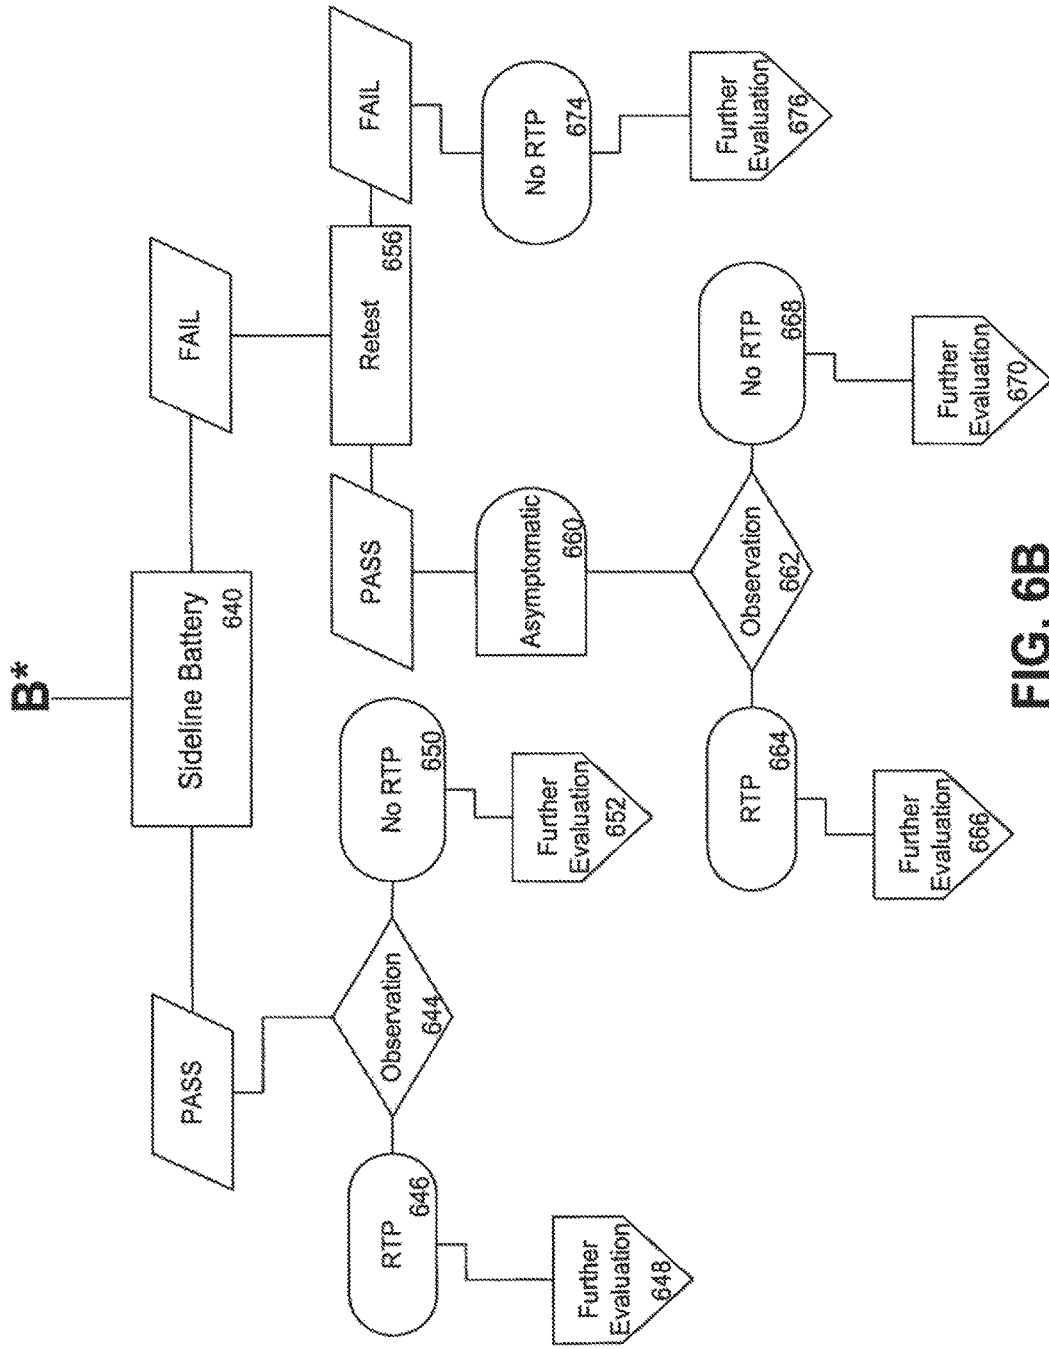 B*
Sideline Battery
640
PASS
FAIL
Observation
644
RTP
646
Further
Evaluation
648
No RTP
650
Further
Evaluation
652
Retest
656
PASS
FAIL
Asymptomatic
660
Observation
662
RTP
664
Further
Evaluation
666
No RTP
668
Further
Evaluation
670
No RTP
674
Further
Evaluation
676
FIG. 6B